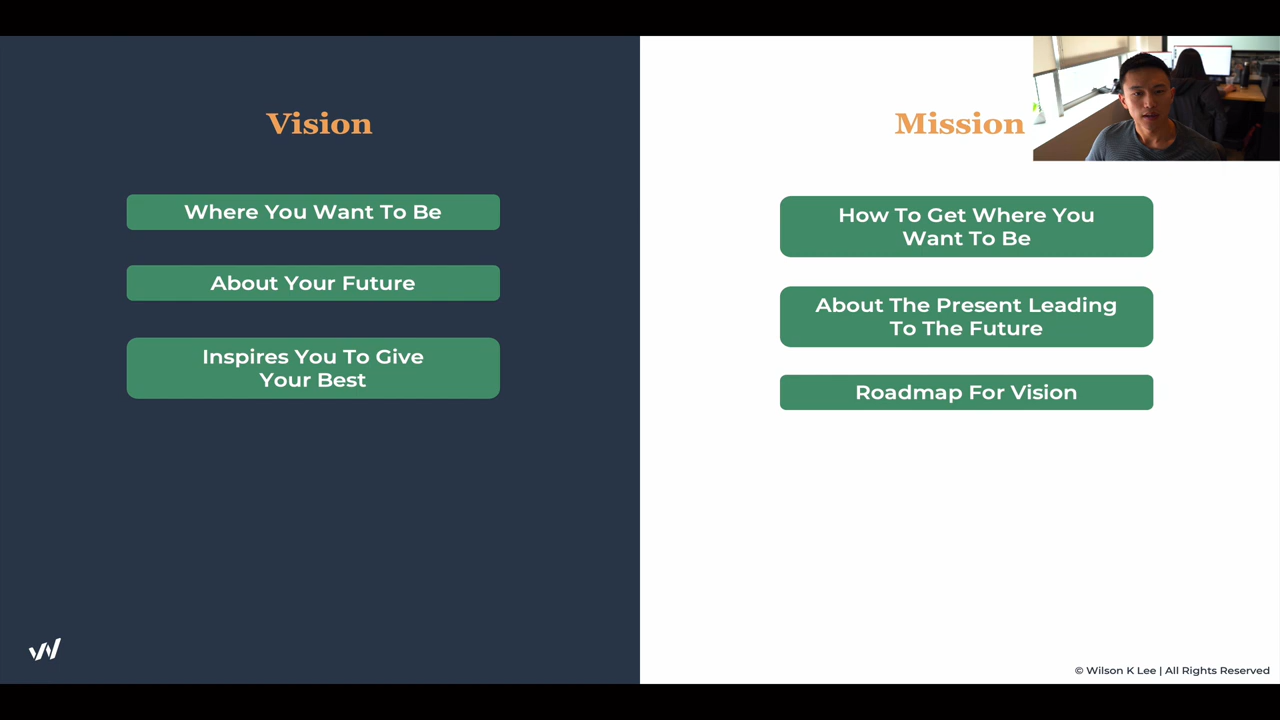 Vision
Where You Want To Be
About Your Future
Inspires You To Give
Your Best
Mission
How To Get Where You
Want To Be
About The Present Leading
To The Future
Roadmap For Vision
© Wilson K Lee | All Rights Reserved